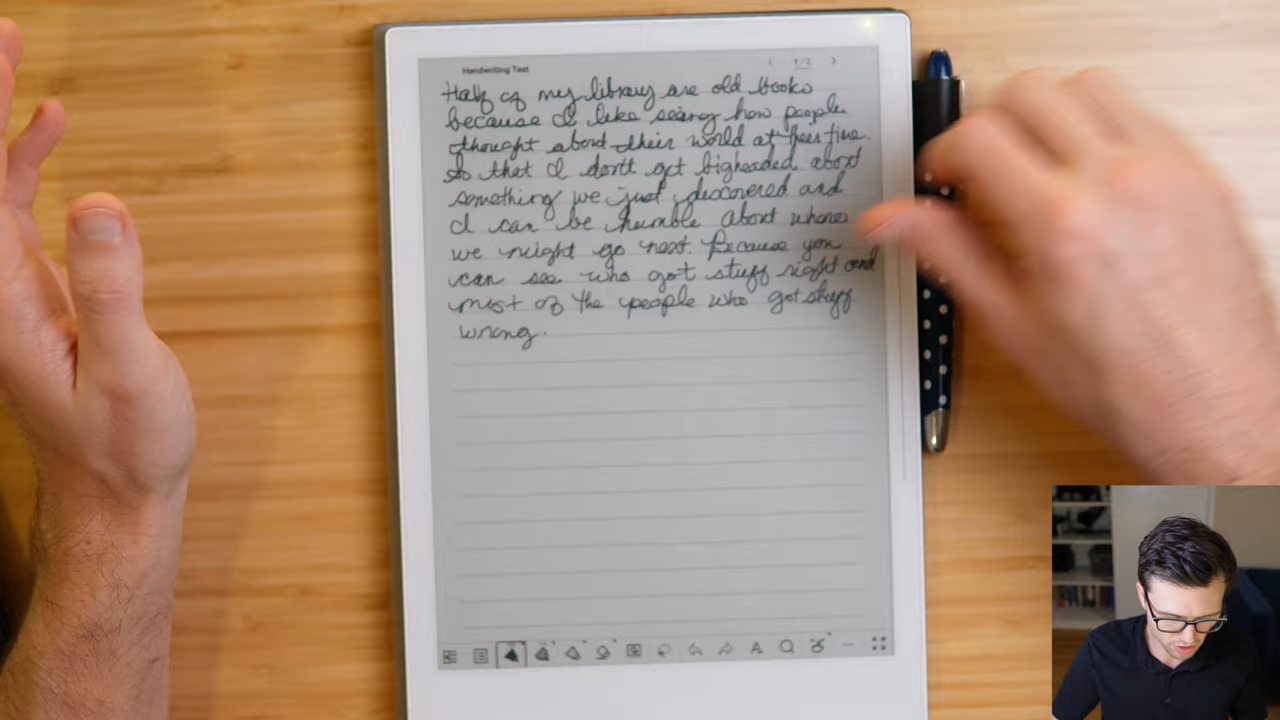 Handwriting Test
1/2
Half of my library are old books
because I like seeing how people
thought about their world at their time.
So that I don't get bigheaded about
something we just discovered and
I can be humble about where
we might go next. Because you
can see who got stuff right and
most of the people who got stuff
wrong.